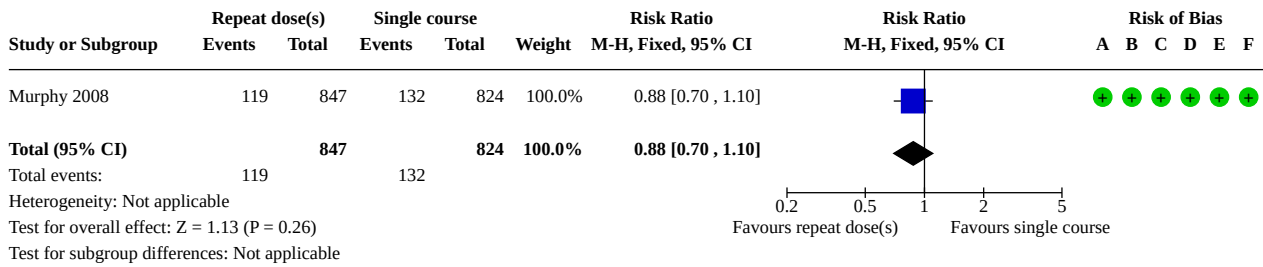 Repeat dose(s) Single course Risk Ratio Risk Ratio Risk of Bias
Study or Subgroup Events Total Events Total Weight M-H, Fixed, 95% CI M-H, Fixed, 95% CI A B C D E F
Murphy 2008 119 847 132 824 100.0% 0.88 [0.70 , 1.10] + + + + + +
Total (95% CI) 847 824 100.0% 0.88 [0.70 , 1.10]
Total events: 119 132
Heterogeneity: Not applicable 0.2 0.5 1 2 5
Test for overall effect: Z = 1.13 (P = 0.26) Favours repeat dose(s) Favours single course
Test for subgroup differences: Not applicable